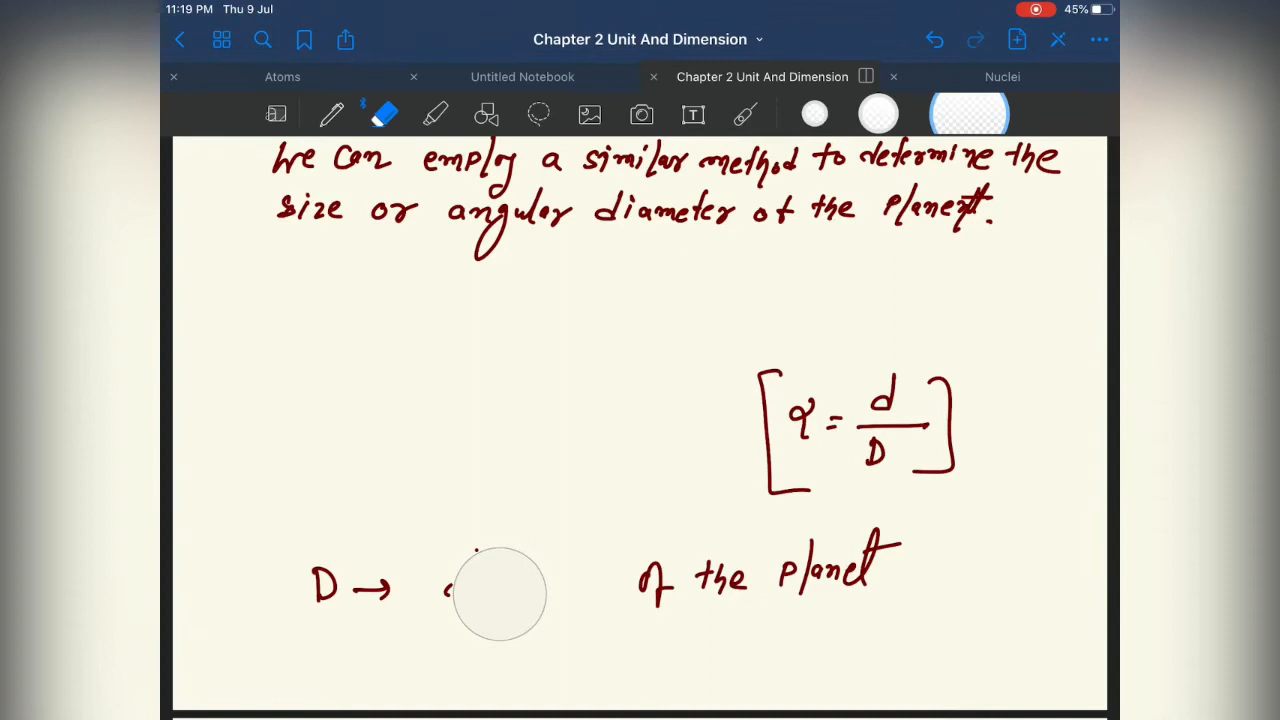 11:19 PM Thu 9 Jul
45%
Chapter 2 Unit And Dimension
Atoms
Untitled Notebook
Chapter 2 Unit And Dimension
Nuclei
T
We can employ a similar method to determine the
size or angular diameter of the planet.
α = d
D
D → of the planet